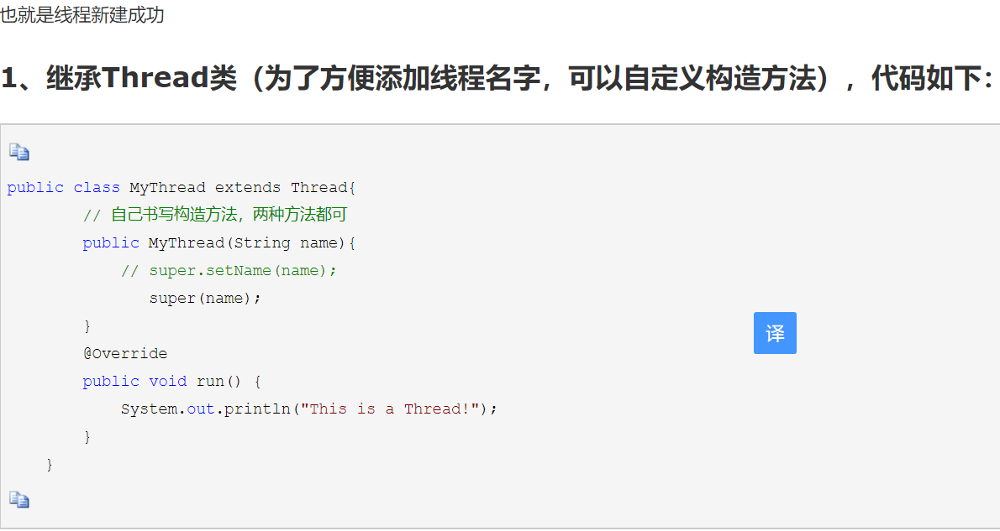 也就是线程新建成功
1、继承Thread类（为了方便添加线程名字，可以自定义构造方法），代码如下：
public class MyThread extends Thread{
// 自己书写构造方法，两种方法都可
public MyThread(String name){
// super.setName(name);
super(name);
}
@Override
译
public void run() {
System.out.println("This is a Thread!");
}
}